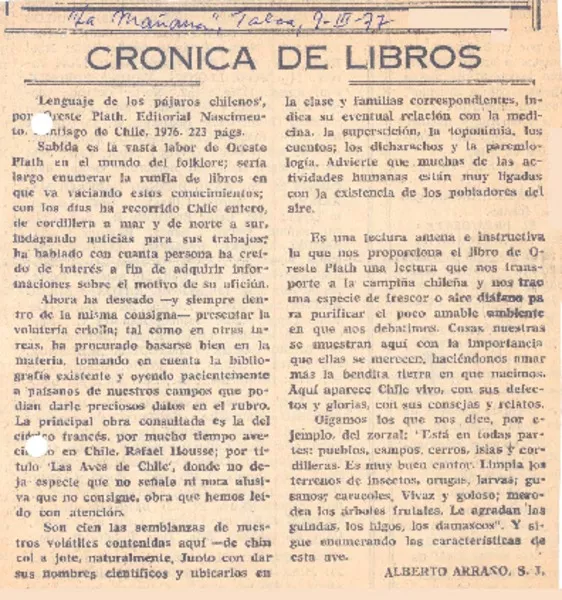 "La Mañana", Talca, 9-III-77
CRONICA DE LIBROS
'Lenguaje de los pájaros chilenos',
por Oreste Plath. Editorial Nascimen-
to. Santiago de Chile, 1976. 223 págs.
Sabida es la vasta labor de Oreste
Plath en el mundo del folklore; sería
largo enumerar la runfla de libros en
que va vaciando estos conocimientos;
con los días ha recorrido Chile entero,
de cordillera a mar y de norte a sur,
indagando noticias para sus trabajos;
ha hablado con cuanta persona ha creí-
do de interés a fin de adquirir infor-
maciones sobre el motivo de su afición.
Ahora ha deseado —y siempre den-
tro de la misma consigna— presentar la
volatería criolla; tal como en otras ta-
reas, ha procurado basarse bien en la
materia, tomando en cuenta la biblio-
grafía existente y oyendo pacientemente
a paisanos de nuestros campos que po-
dían darle preciosos datos en el rubro.
La principal obra consultada es la del
francés, por mucho tiempo ave-
en Chile, Rafael Housse; por tí-
tulo 'Las Aves de Chile', donde no de-
ja especie que no señale ni nota alusi-
va que no consigne, obra que hemos leí-
do con atención.
Son cien las semblanzas de nues-
tros volátiles contenidas aquí —de chin
col a jote, naturalmente. Junto con dar
sus nombres científicos y ubicarlos en
la clase y familias correspondientes, in-
dica su eventual relación con la medi-
cina, la superstición, la toponimia, los
cuentos; los dicharachos y la paremio-
logía. Advierte que muchas de las ac-
tividades humanas están muy ligadas
con la existencia de los pobladores del
aire.
Es una lectura amena e instructiva
la que nos proporciona el libro de O-
reste Plath una lectura que nos trans-
porte a la campiña chilena y nos trae
una especie de frescor o aire diáfano pa
ra purificar el poco amable ambiente
en que nos debatimos. Cosas nuestras
se muestran aquí con la importancia
que ellas se merecen, haciéndonos amar
más la bendita tierra en que nacimos.
Aquí aparece Chile vivo, con sus defec-
tos y glorias, con sus consejas y relatos.
Oigamos los que nos dice, por e-
jemplo, del zorzal: 'Está en todas par-
tes: pueblos, campos, cerros, islas y cor-
dilleras. Es muy buen cantor. Limpia los
terrenos de insectos, orugas, larvas; gu-
sanos; caracoles, Vivaz y goloso; mero-
dea los árboles frutales. Le agradan las
guindas, los higos, los damascos". Y si-
gue enumerando las características de
esta ave.
ALBERTO ARRAÑO, S. J.